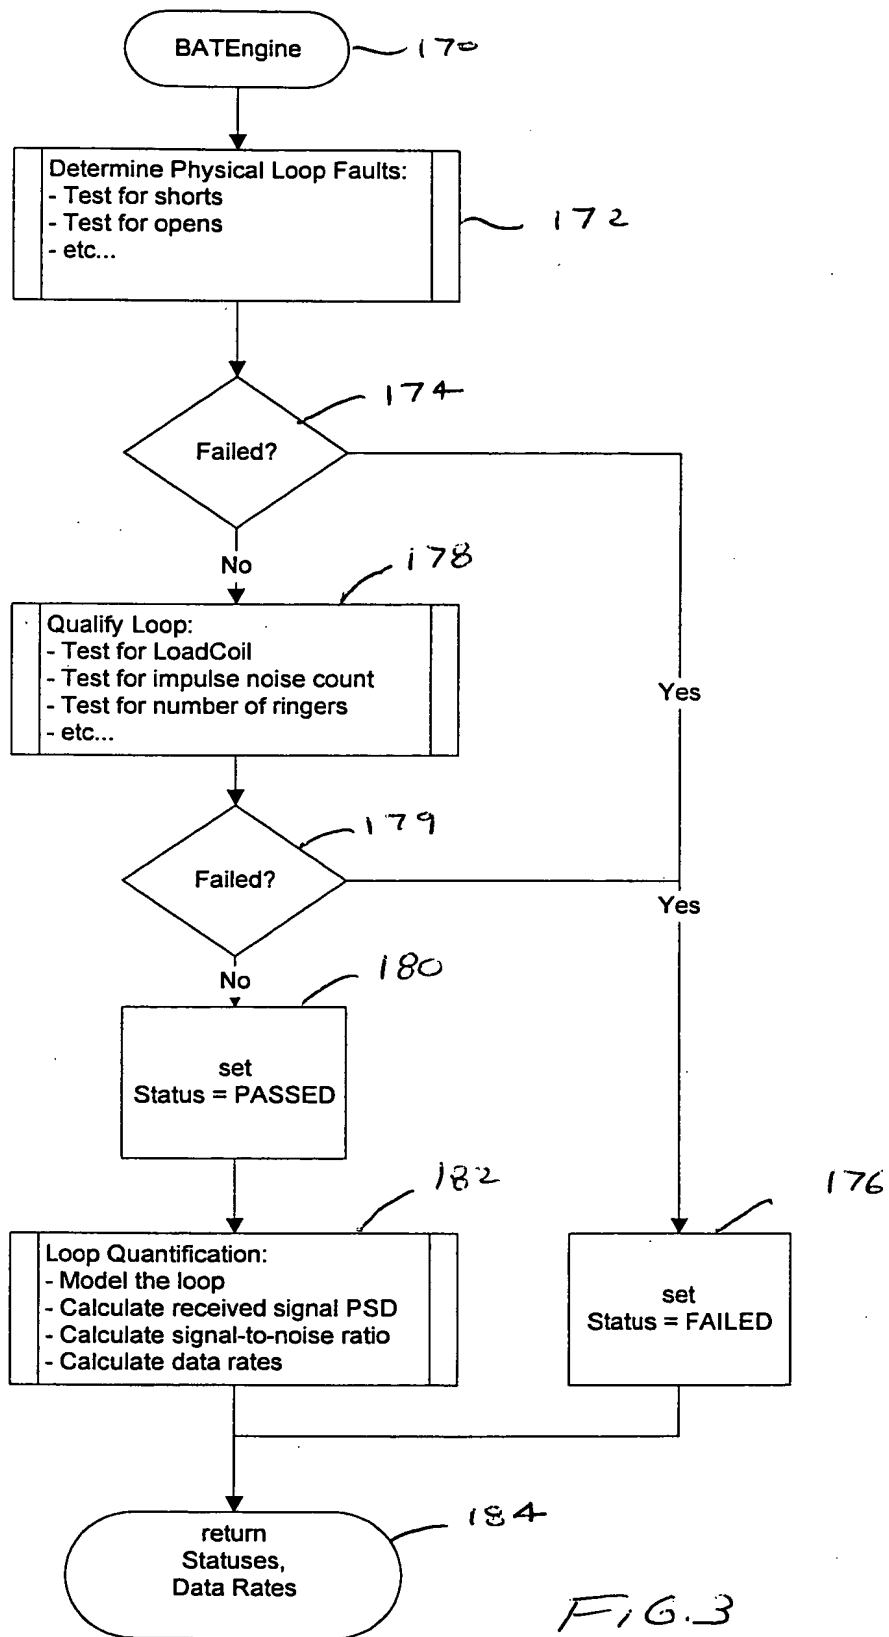 BATEngine
170
Determine Physical Loop Faults:
- Test for shorts
- Test for opens
- etc...
172
174
Failed?
No
178
Qualify Loop:
- Test for LoadCoil
- Test for impulse noise count
- Test for number of ringers
- etc...
Yes
179
Failed?
Yes
No
180
set
Status = PASSED
182
176
Loop Quantification:
- Model the loop
- Calculate received signal PSD
- Calculate signal-to-noise ratio
- Calculate data rates
set
Status = FAILED
184
return
Statuses,
Data Rates
FIG.3